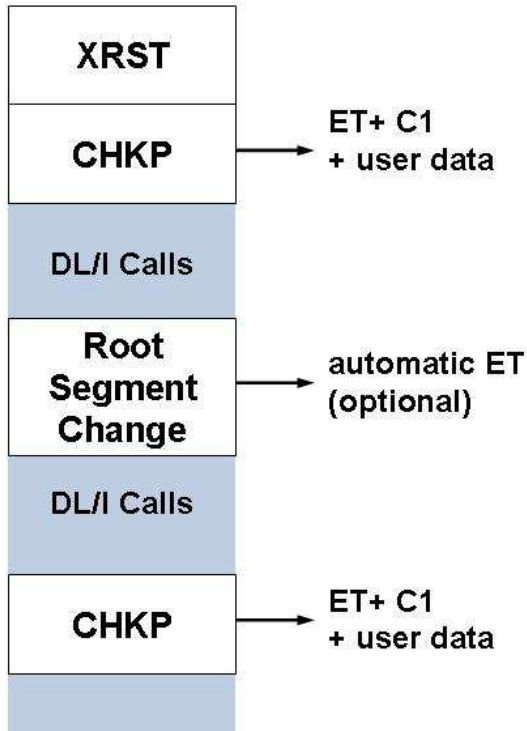 XRST
CHKP
ET+ C1
+ user data
DL/I Calls
Root
Segment
Change
automatic ET
(optional)
DL/I Calls
CHKP
ET+ C1
+ user data